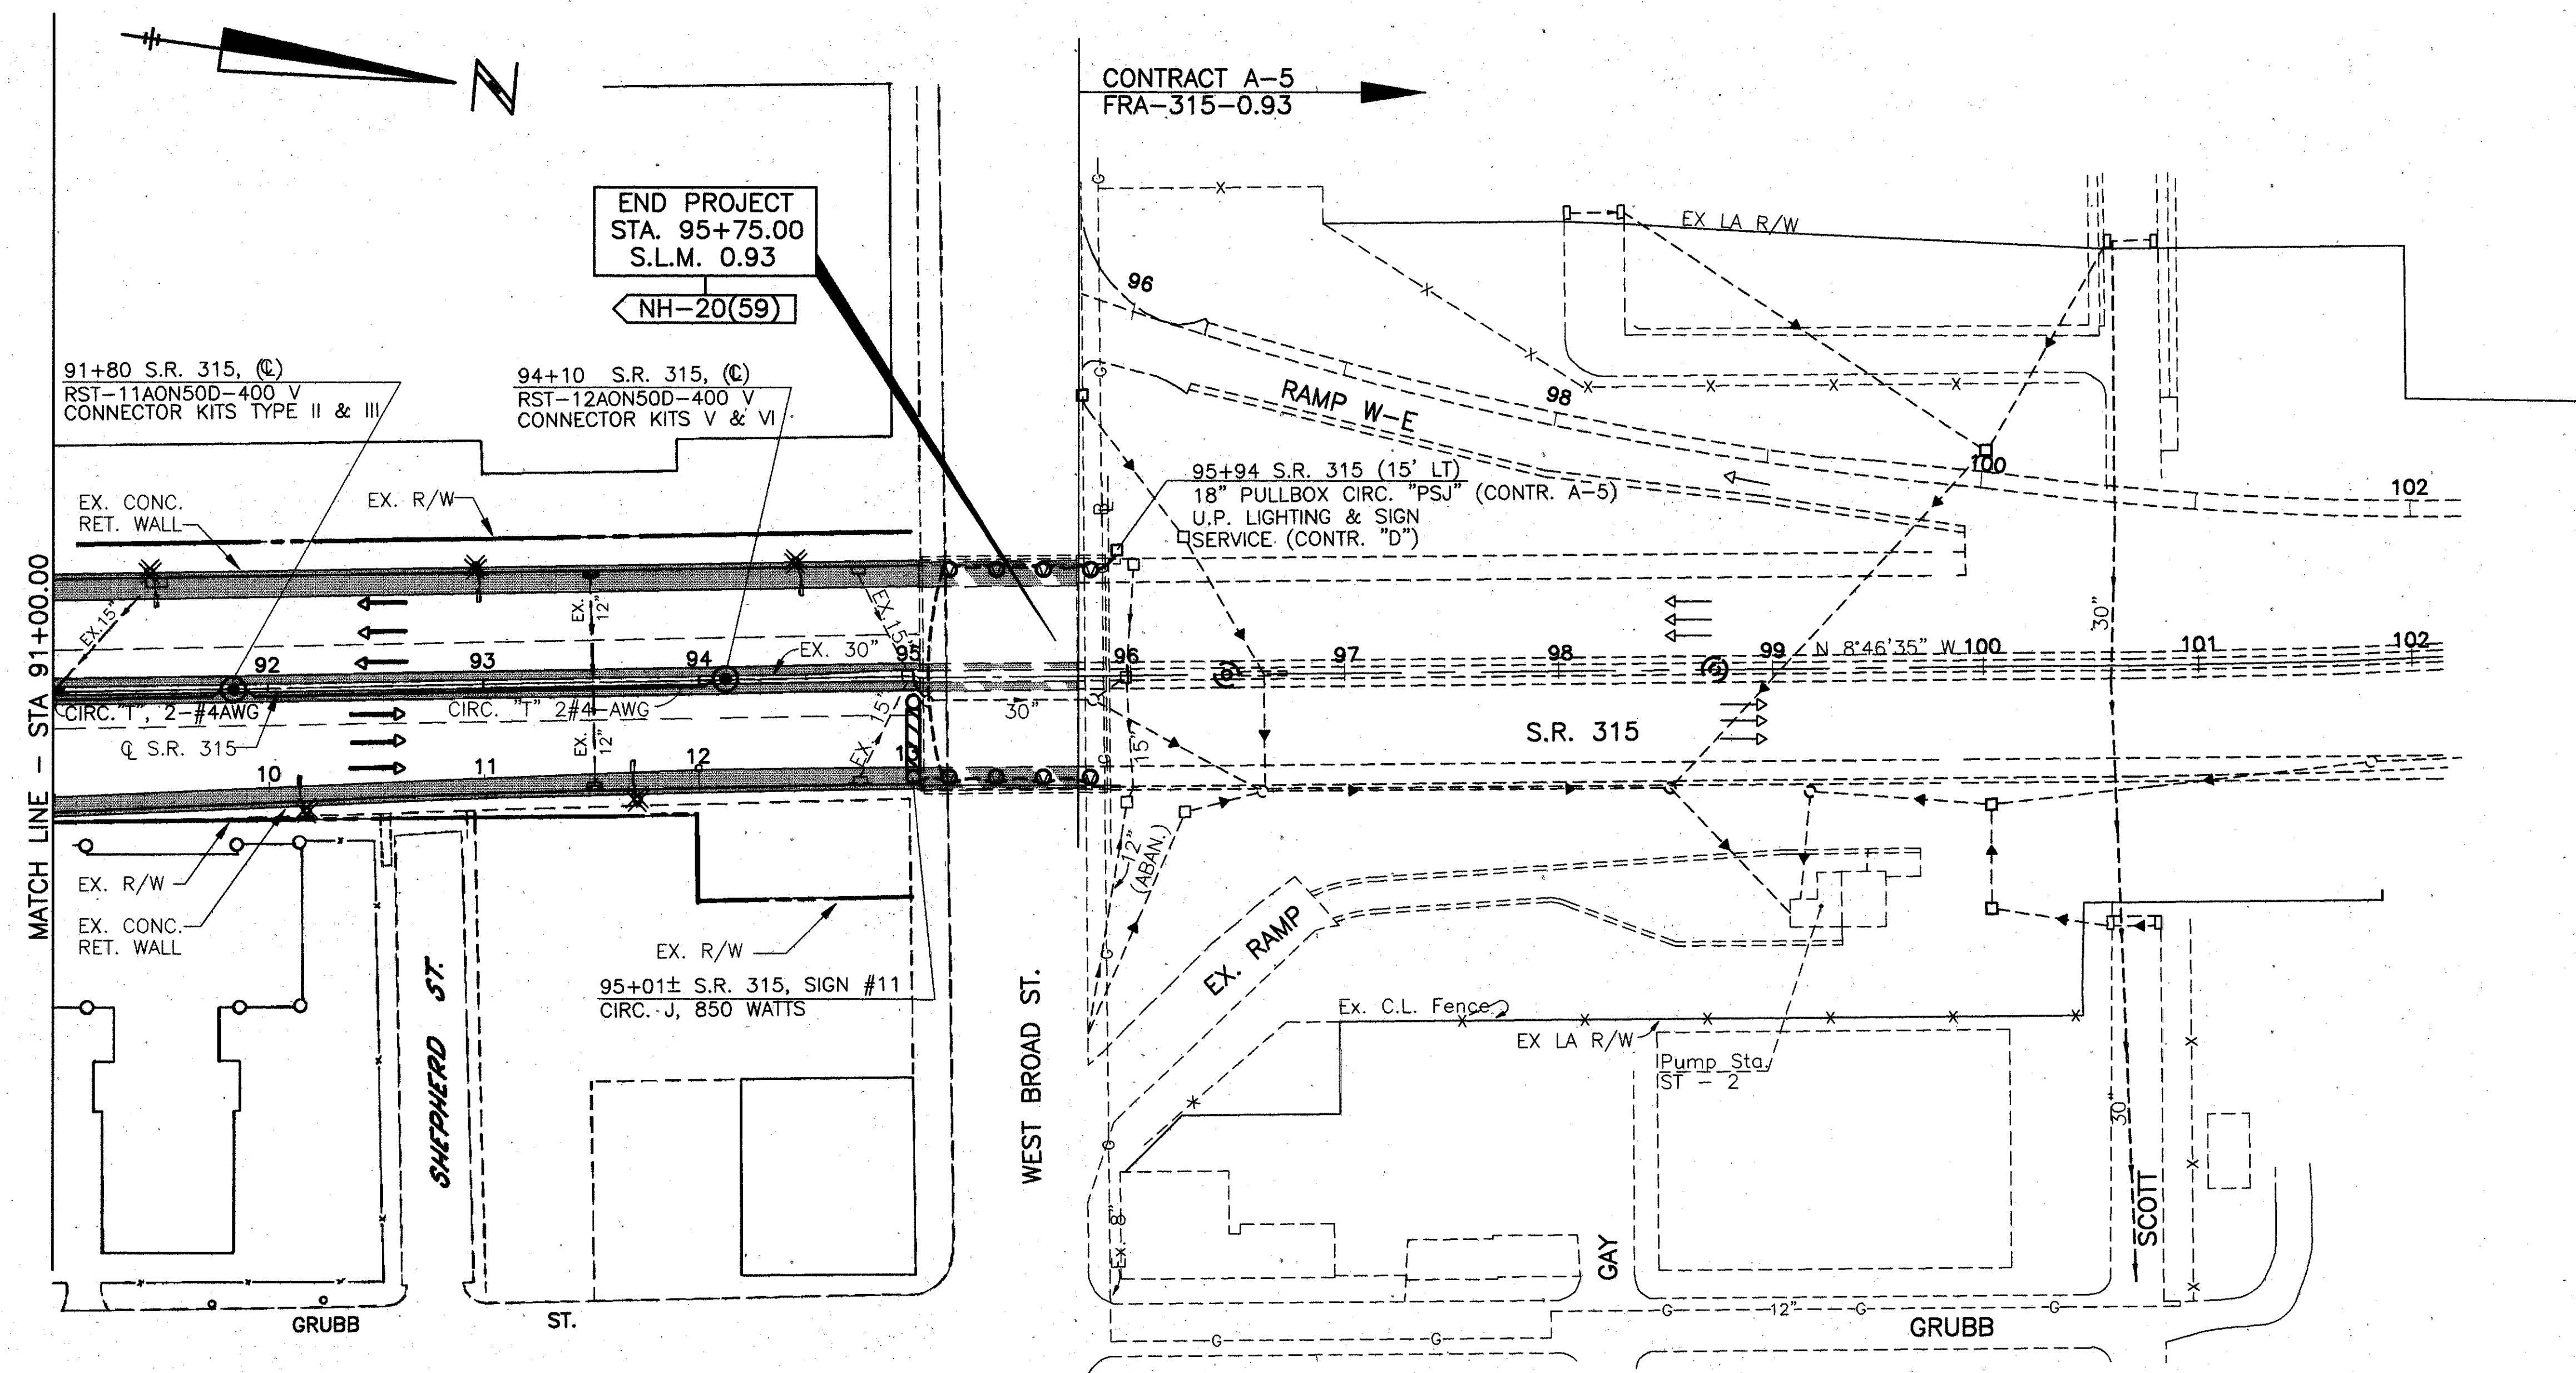 N
CONTRACT A-5
FRA-315-0.93
END PROJECT
STA. 95+75.00
S.L.M. 0.93
NH-20(59)
EX LA R/W
96
98
100
102
RAMP W-E
91+80 S.R. 315, (℄)
RST-11AON50D-400 V
CONNECTOR KITS TYPE II & III
94+10 S.R. 315, (℄)
RST-12AON50D-400 V
CONNECTOR KITS V & VI
95+94 S.R. 315 (15' LT)
18" PULLBOX CIRC. "PSJ" (CONTR. A-5)
U.P. LIGHTING & SIGN
SERVICE (CONTR. "D")
EX. CONC.
RET. WALL
EX. R/W
MATCH LINE - STA 91+00.00
EX.15"
EX.
12"
EX.15"
EX. 30"
92
93
94
95
96
97
98
99
N 8°46'35" W
100
101
102
CIRC."T", 2-#4AWG
CIRC. "T" 2#4-AWG
30"
30"
℄ S.R. 315
EX.
12"
EX. 15"
15"
S.R. 315
10
11
12
EX. R/W
EX. CONC.
RET. WALL
12"
(ABAN.)
EX. R/W
95+01± S.R. 315, SIGN #11
CIRC. J, 850 WATTS
SHEPHERD ST.
WEST BROAD ST.
EX. RAMP
Ex. C.L. Fence
EX LA R/W
Pump Sta.
ST - 2
30"
SCOTT
EX. 8"
GAY
G
G
G
G
G
G
G
G
G
12"
G
G
G
G
GRUBB
ST.
GRUBB